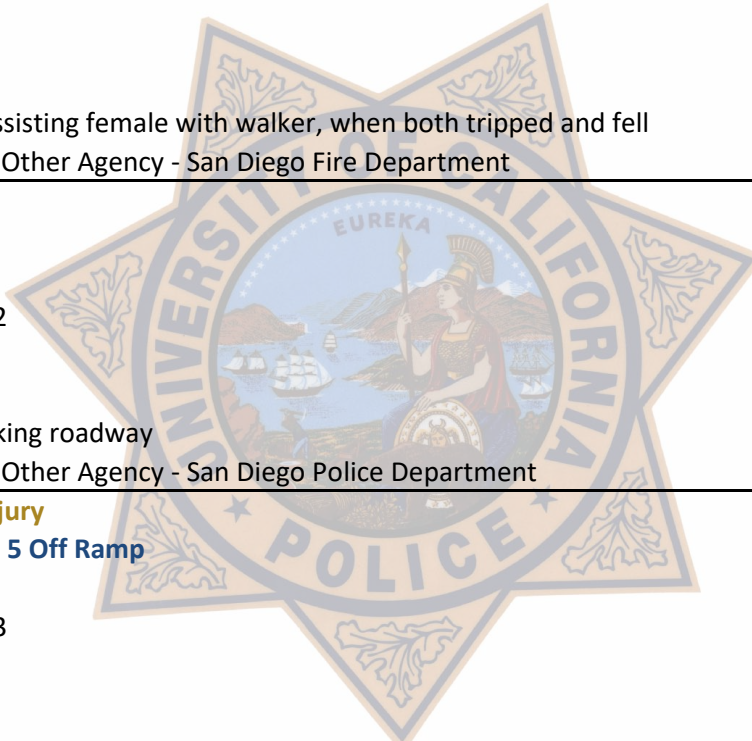 ssisting female with walker, when both tripped and fell
Other Agency - San Diego Fire Department
UNIVERSITY OF CALIFORNIA
EUREKA
2
king roadway
Other Agency - San Diego Police Department
jury
5 Off Ramp
POLICE
3